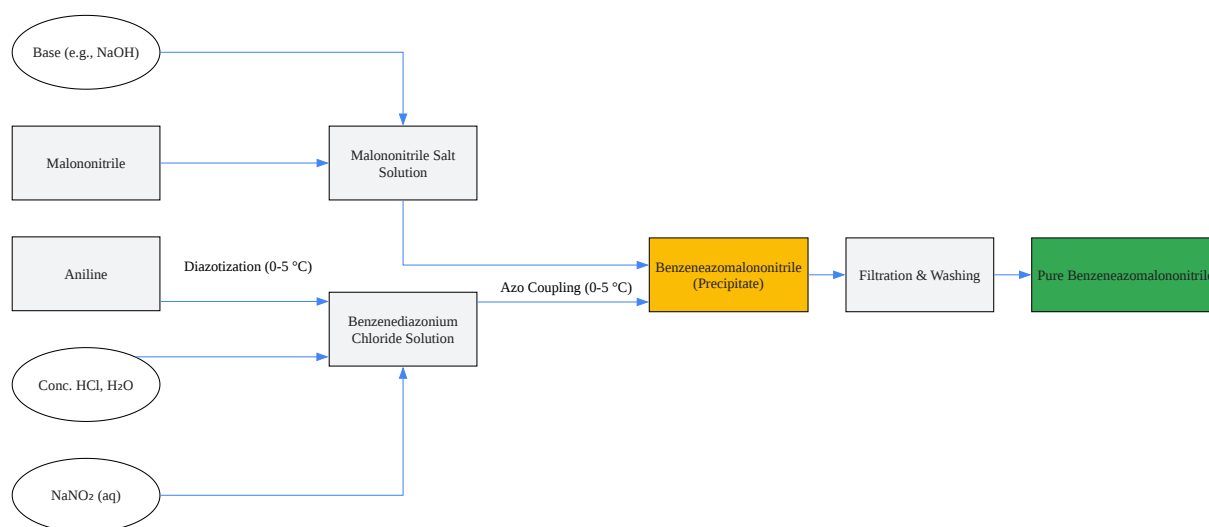 Base (e.g., NaOH)
Malononitrile
Malononitrile Salt
Solution
Aniline
Diazotization (0-5 °C)
Benzenediazonium
Chloride Solution
Azo Coupling (0-5 °C)
Benzeneazomalononitrile
(Precipitate)
Filtration & Washing
Pure Benzeneazomalononitrile
Conc. HCl, H₂O
NaNO₂ (aq)